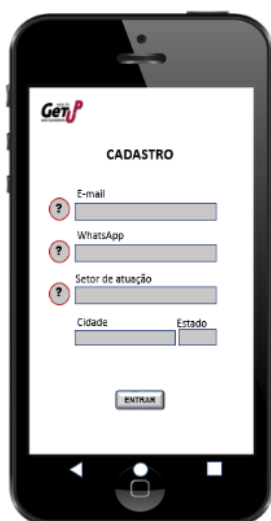 GETUP
CADASTRO
E-mail
?
WhatsApp
?
Setor de atuação
?
Cidade Estado
ENTRAR